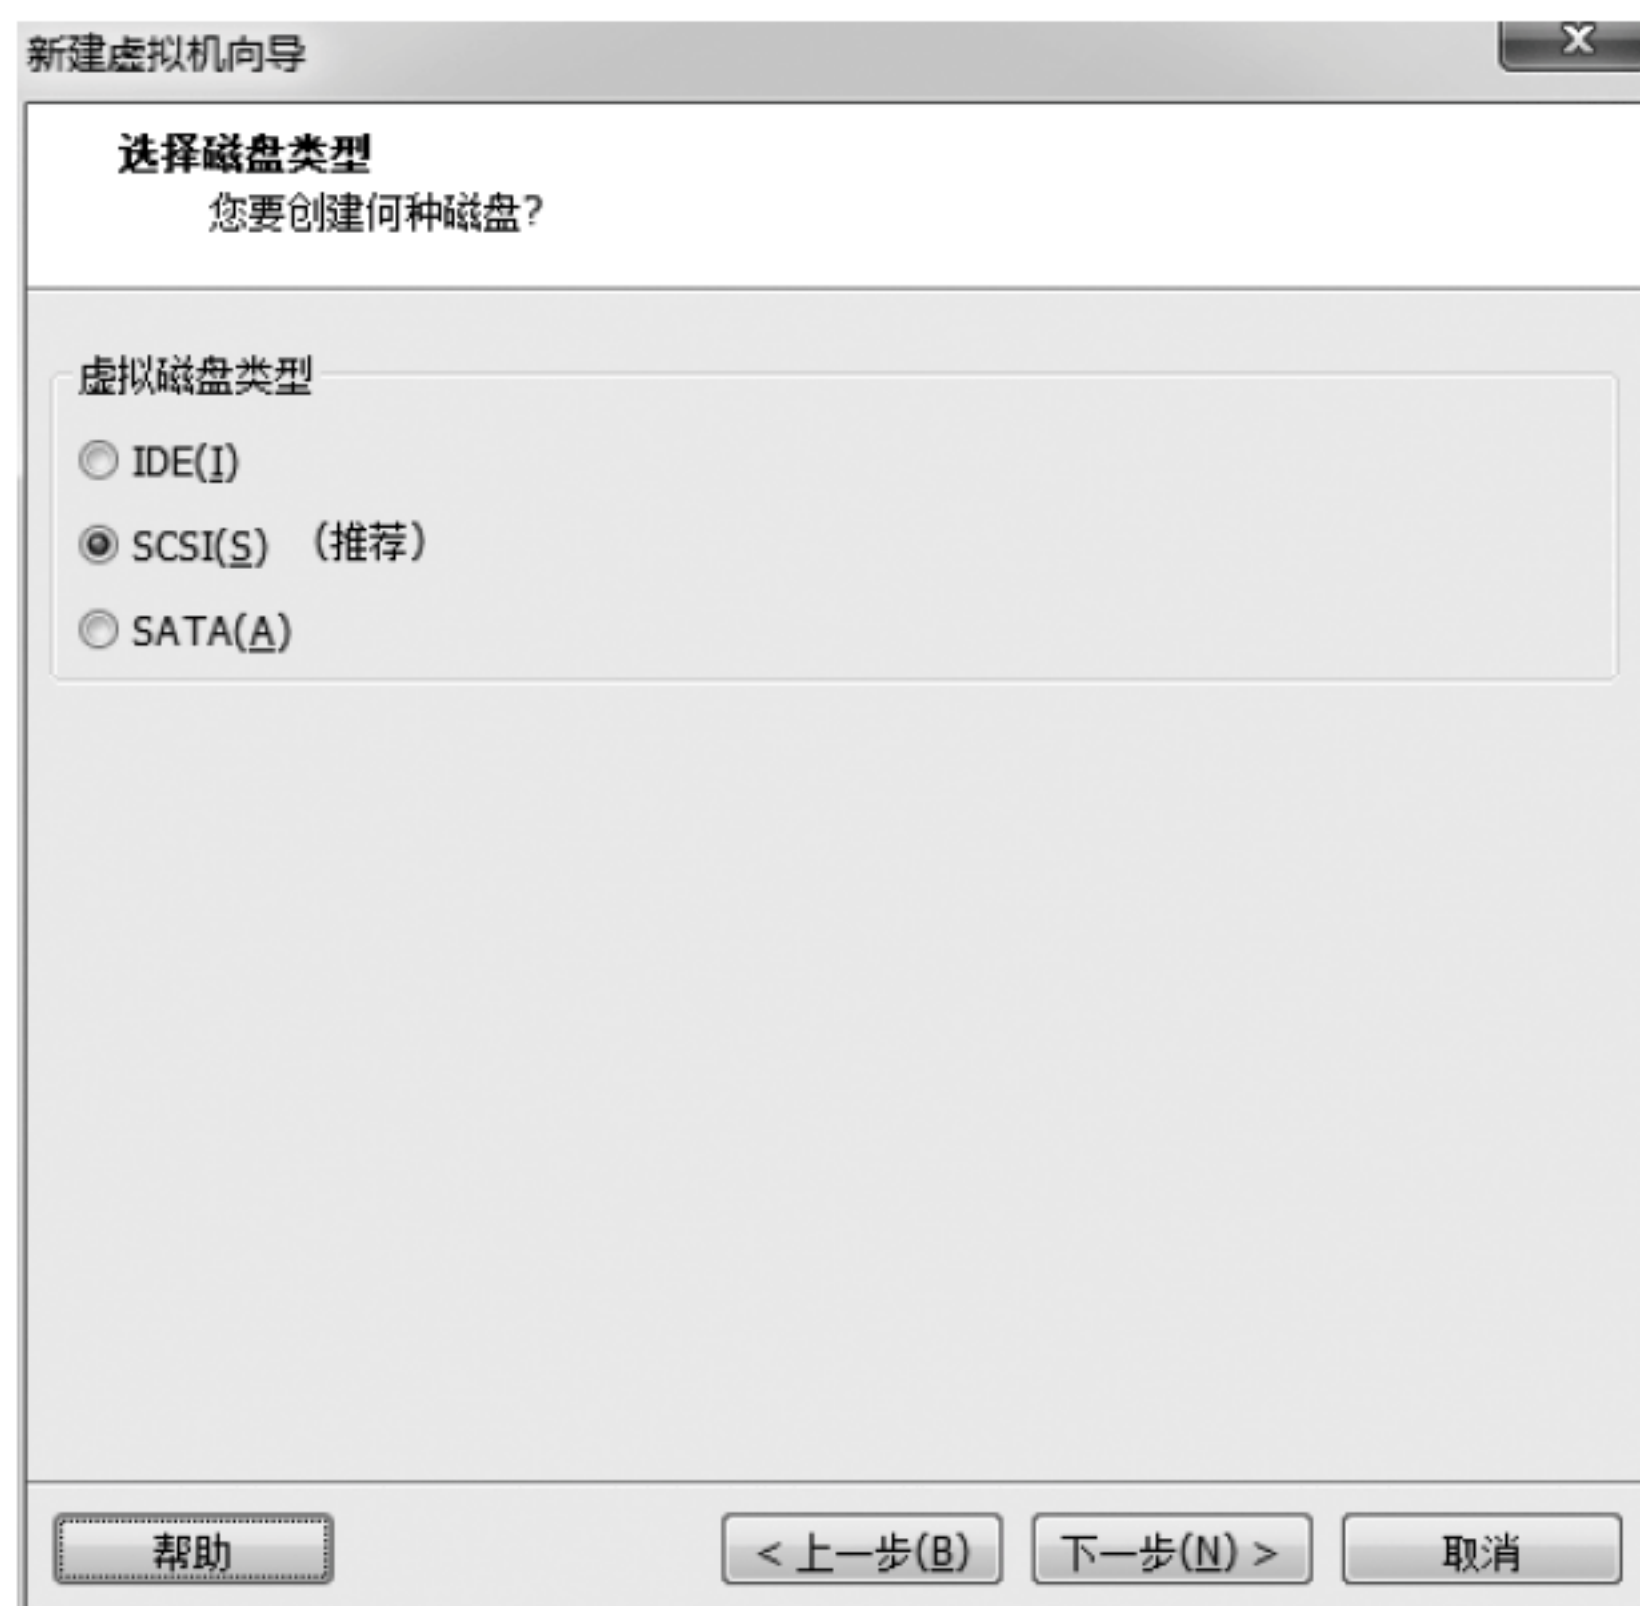 新建虚拟机向导
选择磁盘类型
您要创建何种磁盘?
虚拟磁盘类型
IDE(I)
SCSI(S) （推荐）
SATA(A)
帮助 < 上一步(B) 下一步(N) > 取消